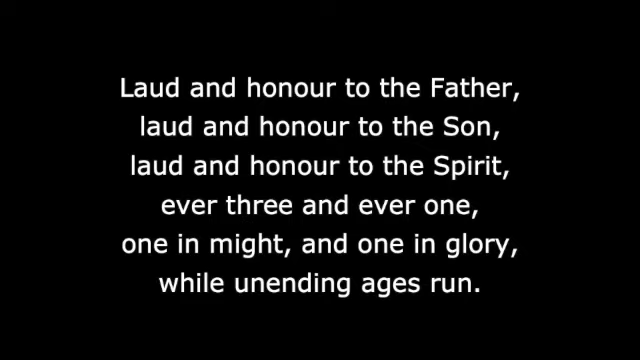 Laud and honour to the Father,
laud and honour to the Son,
laud and honour to the Spirit,
ever three and ever one,
one in might, and one in glory,
while unending ages run.